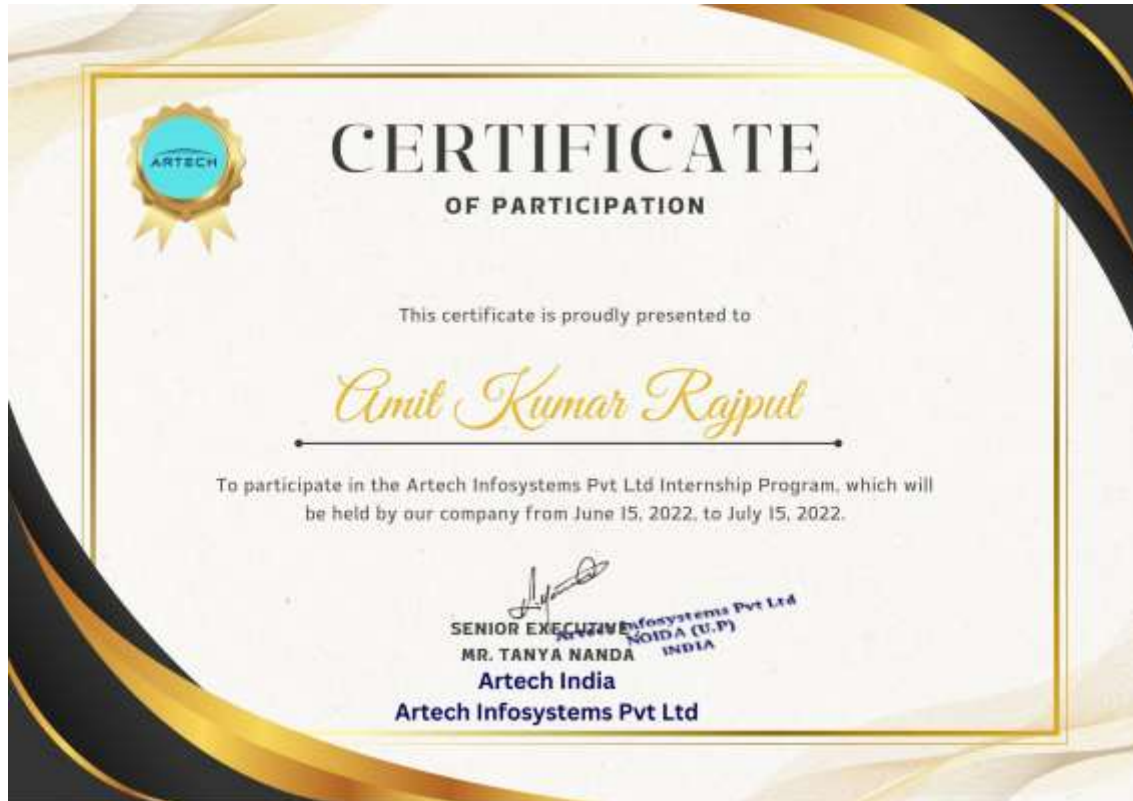 ARTECH
CERTIFICATE
OF PARTICIPATION
This certificate is proudly presented to
Amit Kumar Rajput
To participate in the Artech Infosystems Pvt Ltd Internship Program, which will
be held by our company from June 15, 2022, to July 15, 2022.
SENIOR EXECUTIVE
Artech Infosystems Pvt Ltd
NOIDA (U.P)
INDIA
MR. TANYA NANDA
Artech India
Artech Infosystems Pvt Ltd